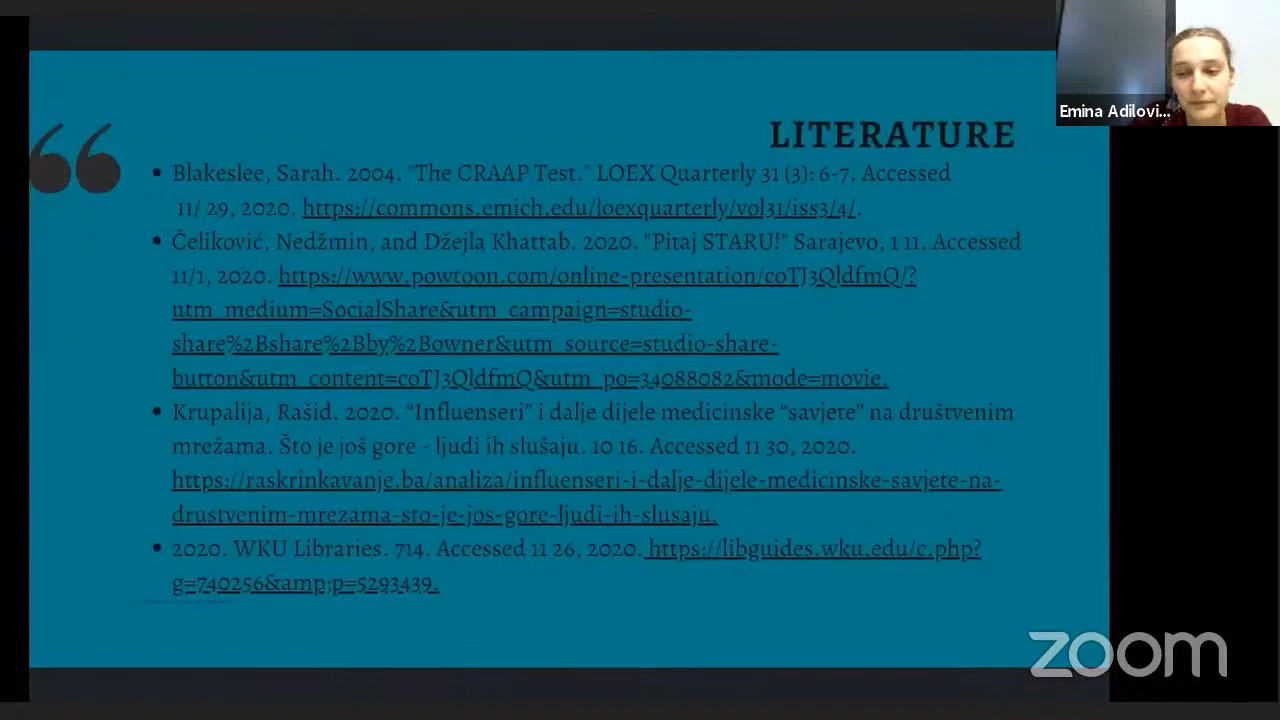 Emina Adilovi...
LITERATURE
Blakeslee, Sarah. 2004. "The CRAAP Test." LOEX Quarterly 31 (3): 6-7. Accessed
11/ 29, 2020. https://commons.emich.edu/loexquarterly/vol31/iss3/4/.
Čeliković, Nedžmin, and Džejla Khattab. 2020. "Pitaj STARU!" Sarajevo, 1 11. Accessed
11/1, 2020. https://www.powtoon.com/online-presentation/coTJ3QldfmQ/?
utm_medium=SocialShare&utm_campaign=studio-
share%2Bshare%2Bby%2Bowner&utm_source=studio-share-
button&utm_content=coTJ3QldfmQ&utm_po=34088082&mode=movie.
Krupalija, Rašid. 2020. “Influenseri” i dalje dijele medicinske “savjete” na društvenim
mrežama. Što je još gore - ljudi ih slušaju. 10 16. Accessed 11 30, 2020.
https://raskrinkavanje.ba/analiza/influenseri-i-dalje-dijele-medicinske-savjete-na-
drustvenim-mrezama-sto-je-jos-gore-ljudi-ih-slusaju.
2020. WKU Libraries. 714. Accessed 11 26, 2020. https://libguides.wku.edu/c.php?
g=740256&amp;p=5293439.
zoom